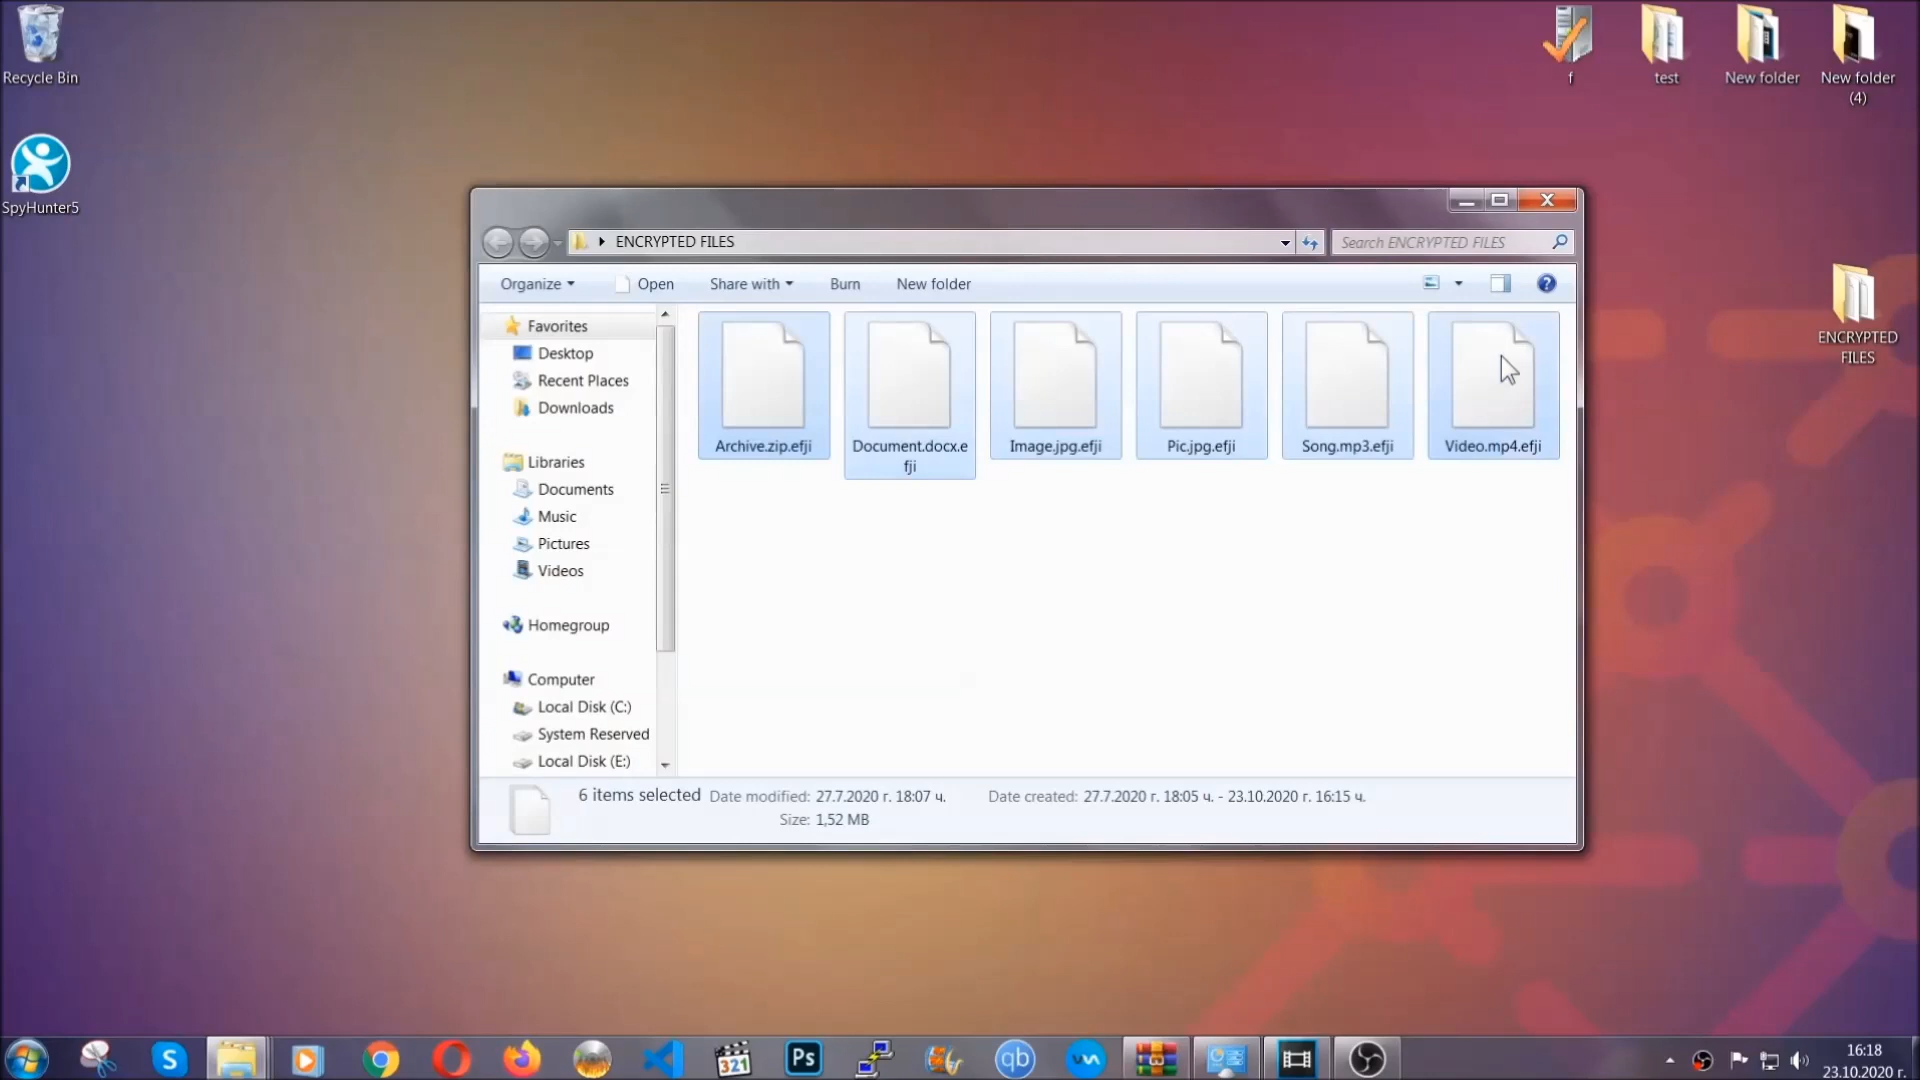 Recycle Bin
SpyHunter5
f
test
New folder
New folder
(4)
ENCRYPTED
FILES
ENCRYPTED FILES
Search ENCRYPTED FILES
Organize
Open
Share with
Burn
New folder
Favorites
Desktop
Recent Places
Downloads
Libraries
Documents
Music
Pictures
Videos
Homegroup
Computer
Local Disk (C:)
System Reserved
Local Disk (E:)
Archive.zip.efji
Document.docx.e
fji
Image.jpg.efji
Pic.jpg.efji
Song.mp3.efji
Video.mp4.efji
6 items selected Date modified: 27.7.2020 г. 18:07 ч. Date created: 27.7.2020 г. 18:05 ч. - 23.10.2020 г. 16:15 ч.
Size: 1,52 MB
S
321
Ps
qb
16:18
23.10.2020 г.